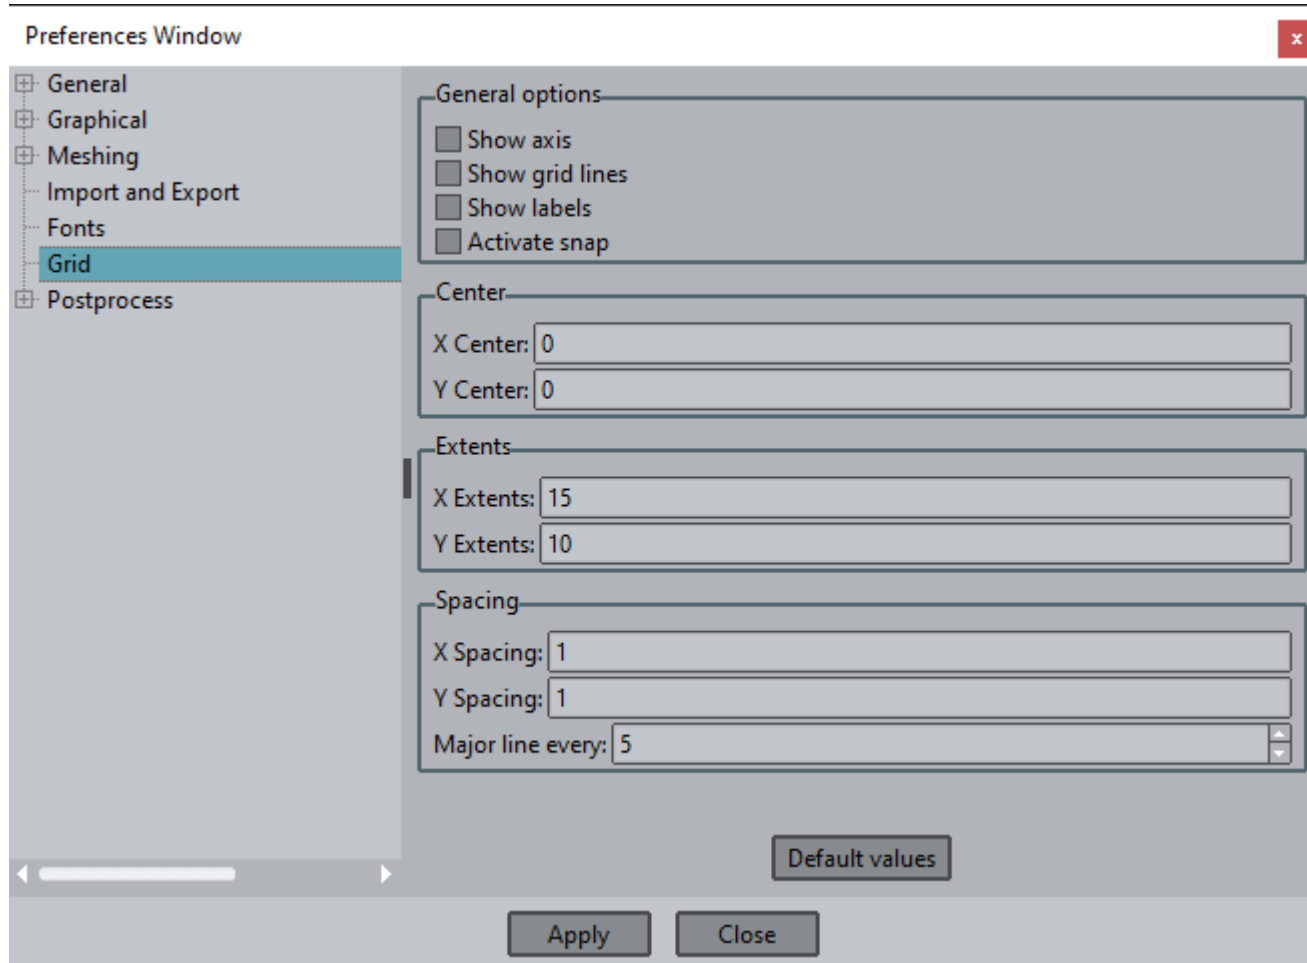 Preferences Window
x
General
Graphical
Meshing
Import and Export
Fonts
Grid
Postprocess
General options
Show axis
Show grid lines
Show labels
Activate snap
Center
X Center: 0
Y Center: 0
Extents
X Extents: 15
Y Extents: 10
Spacing
X Spacing: 1
Y Spacing: 1
Major line every: 5
Default values
Apply
Close